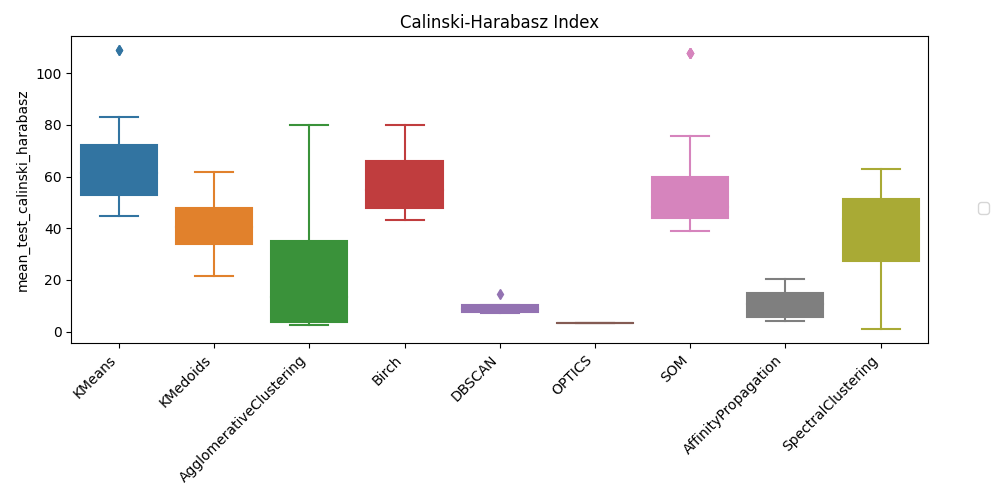 Calinski-Harabasz Index
mean_test_calinski_harabasz
100
80
60
40
20
0
KMeans
KMedoids
AgglomerativeClustering
Birch
DBSCAN
OPTICS
SOM
AffinityPropagation
SpectralClustering